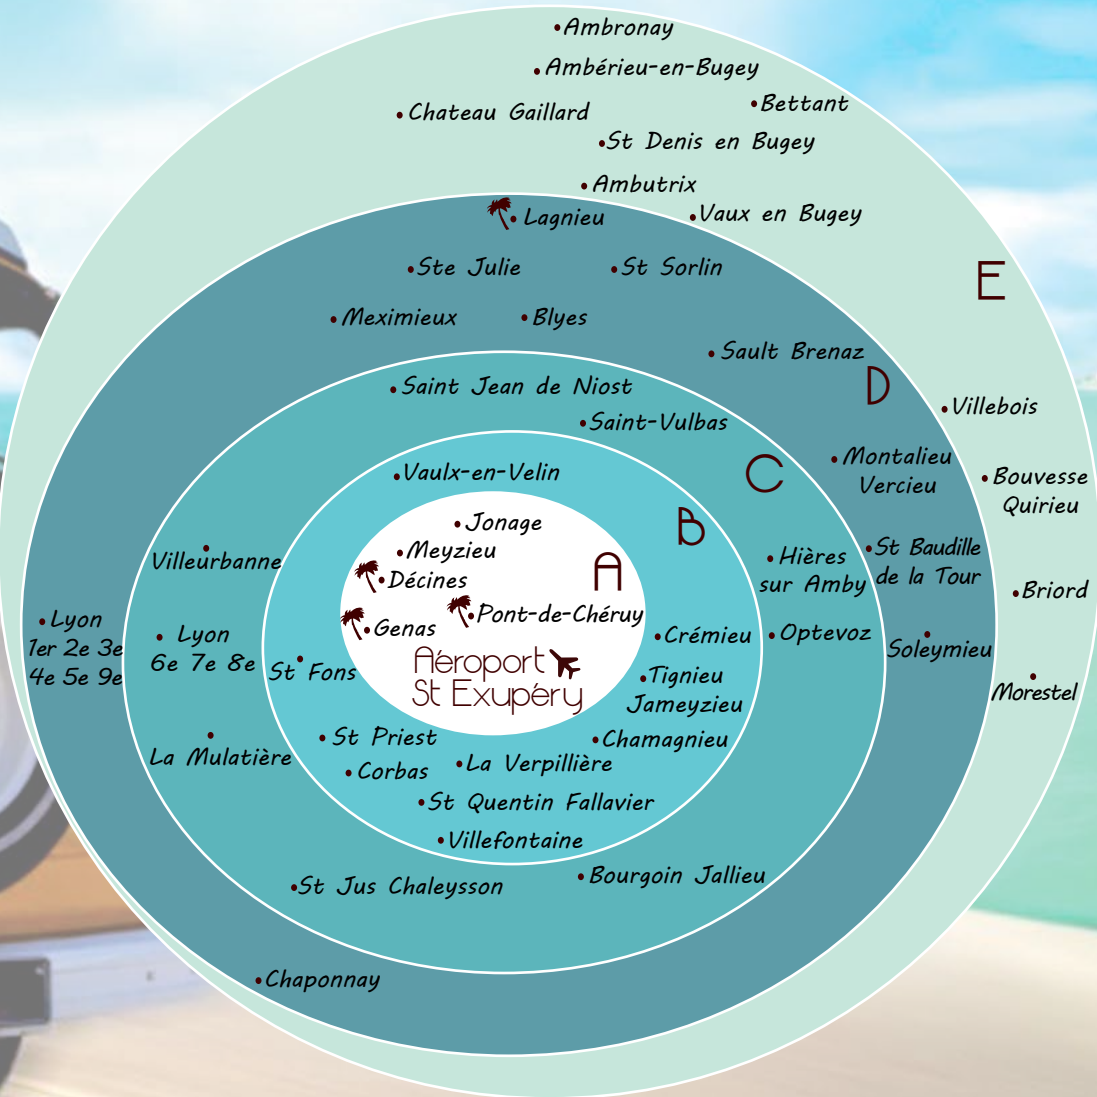 Ambronay
Ambérieu-en-Bugey
Bettant
Chateau Gaillard
St Denis en Bugey
Ambutrix
Vaux en Bugey
Lagnieu
Ste Julie
St Sorlin
E
Meximieux
Blyes
Sault Brenaz
D
Saint Jean de Niost
Villebois
Saint-Vulbas
Montalieu
Vercieu
C
Vaulx-en-Velin
Bouvesse
Quirieu
B
Jonage
Meyzieu
Décines
A
Pont-de-Chéruy
Genas
Aéroport
St Exupéry
Villeurbanne
Hières
sur Amby
St Baudille
de la Tour
Briord
Lyon
1er 2e 3e
4e 5e 9e
Lyon
6e 7e 8e
St Fons
Crémieu
Optevoz
Soleymieu
Tignieu
Jameyzieu
Morestel
St Priest
Chamagnieu
La Mulatière
Corbas
La Verpillière
St Quentin Fallavier
Villefontaine
St Jus Chaleysson
Bourgoin Jallieu
Chaponnay